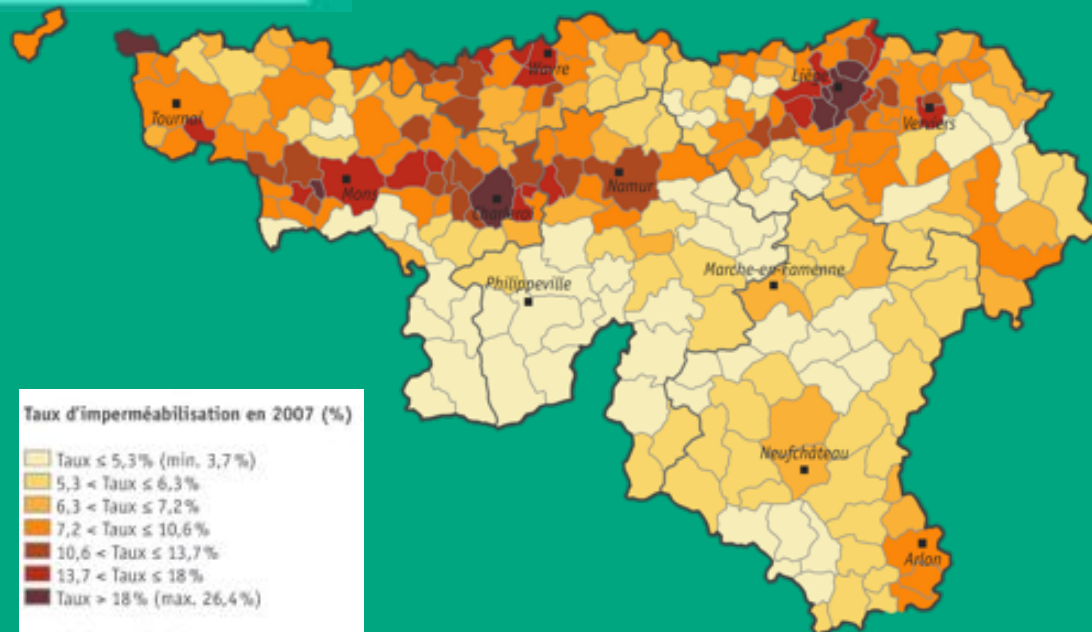 Wavre
Liège
Tournai
Verviers
Mons
Namur
Charleroi
Marche-en-Famenne
Philippeville
Neufchâteau
Arlon
Taux d'imperméabilisation en 2007 (%)
Taux ≤ 5,3% (min. 3,7%)
5,3 < Taux ≤ 6,3%
6,3 < Taux ≤ 7,2%
7,2 < Taux ≤ 10,6%
10,6 < Taux ≤ 13,7%
13,7 < Taux ≤ 18%
Taux > 18% (max. 26,4%)